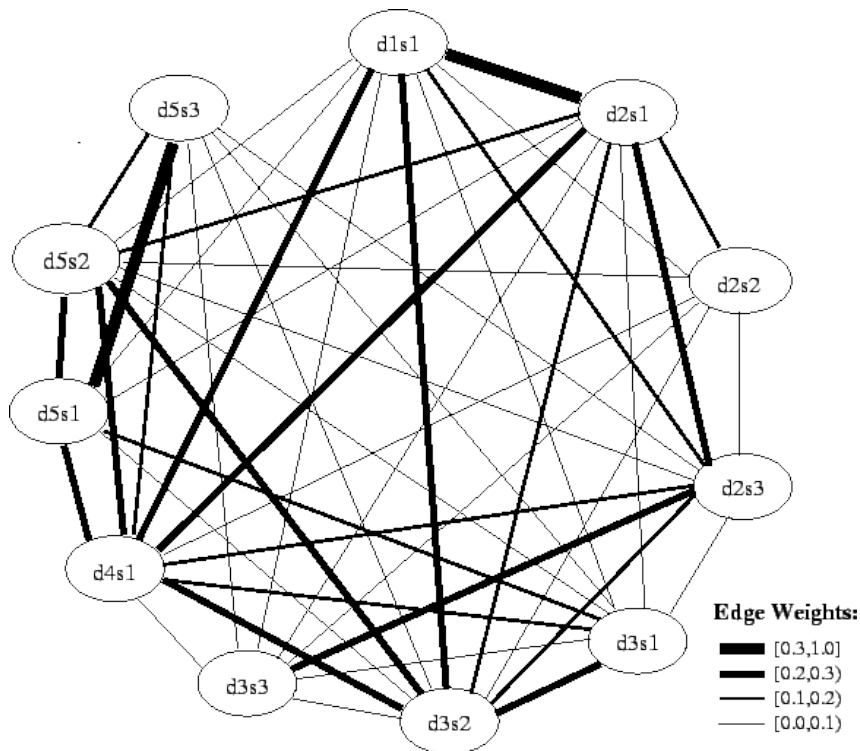 d1s1
d5s3
d2s1
d5s2
d2s2
d5s1
d2s3
d4s1
d3s1
d3s3
d3s2
Edge Weights:
[0.3,1.0]
[0.2,0.3)
[0.1,0.2)
[0.0,0.1)